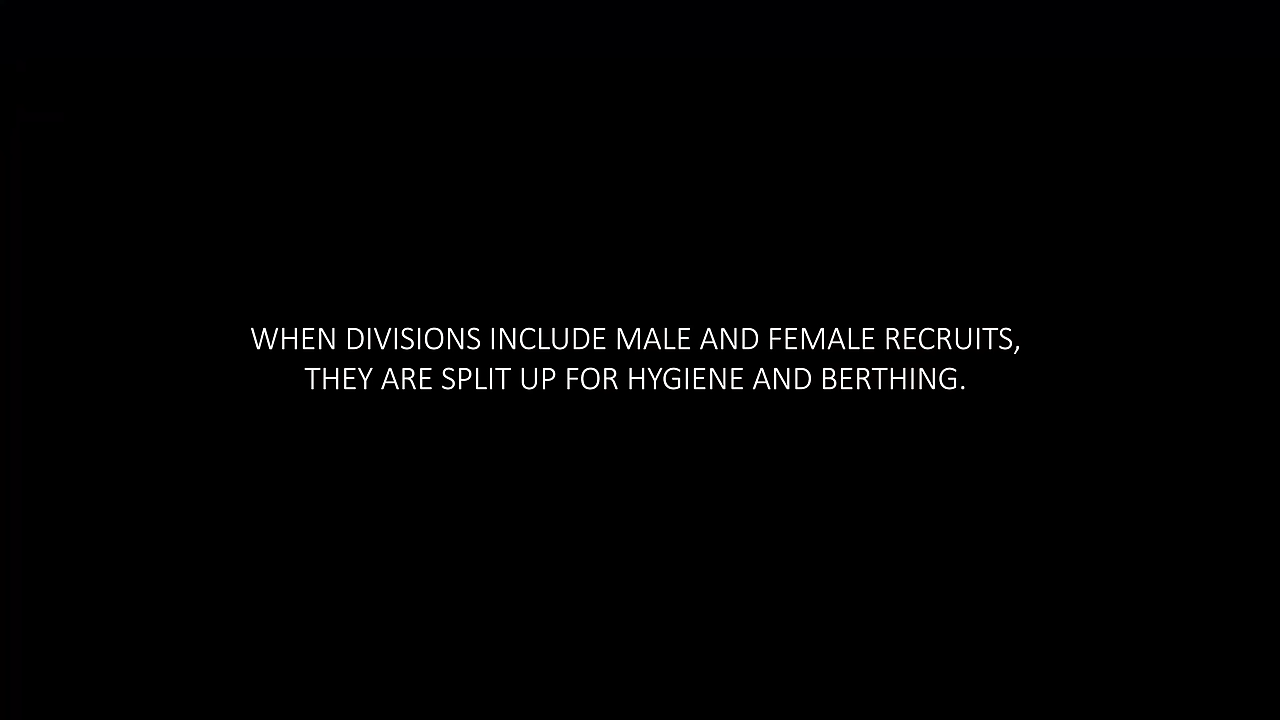 WHEN DIVISIONS INCLUDE MALE AND FEMALE RECRUITS,
THEY ARE SPLIT UP FOR HYGIENE AND BERTHING.